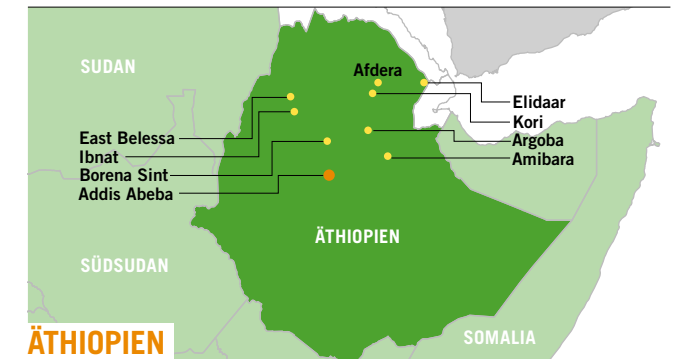 SUDAN
Afdera
Elidaar
Kori
East Belessa
Argoba
Ibnat
Amibara
Borena Sint
Addis Abeba
ÄTHIOPIEN
SÜDSUDAN
SOMALIA
ÄTHIOPIEN